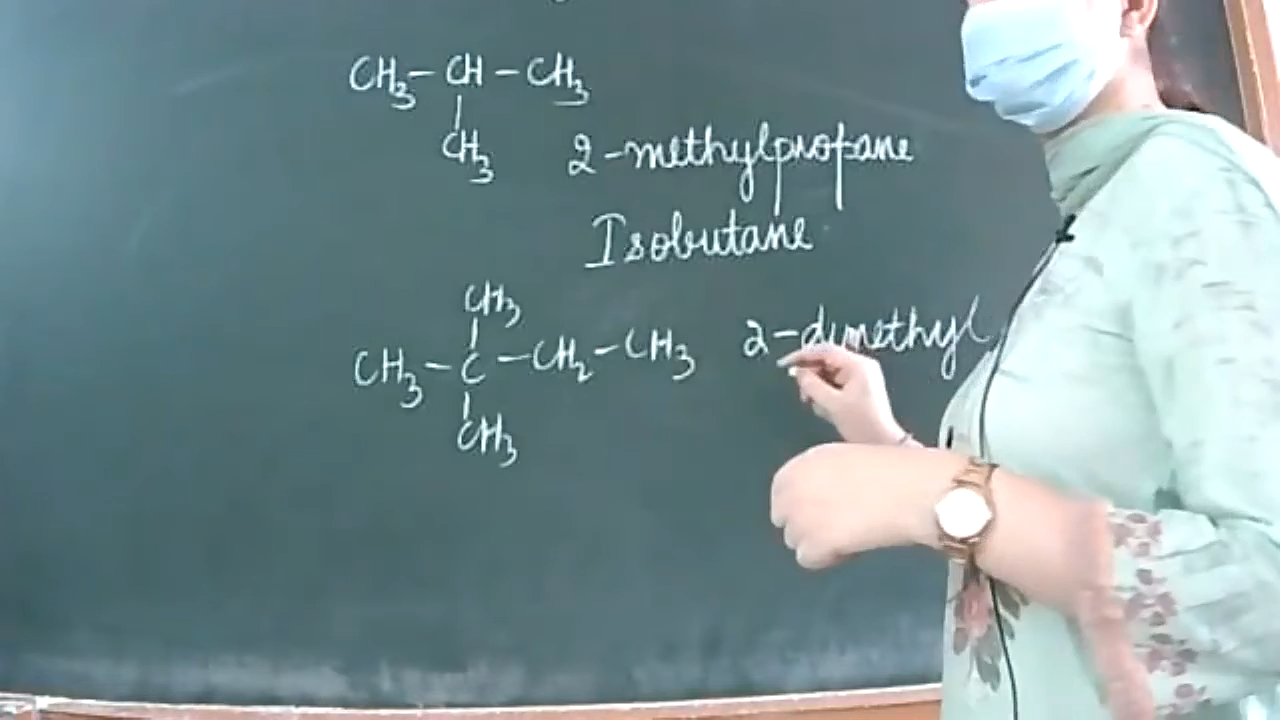 CH3 - CH - CH3
|
CH3
2-methylpropane
Isobutane
CH3
|
CH3 - C - CH2 - CH3
2-dimethyl
|
CH3